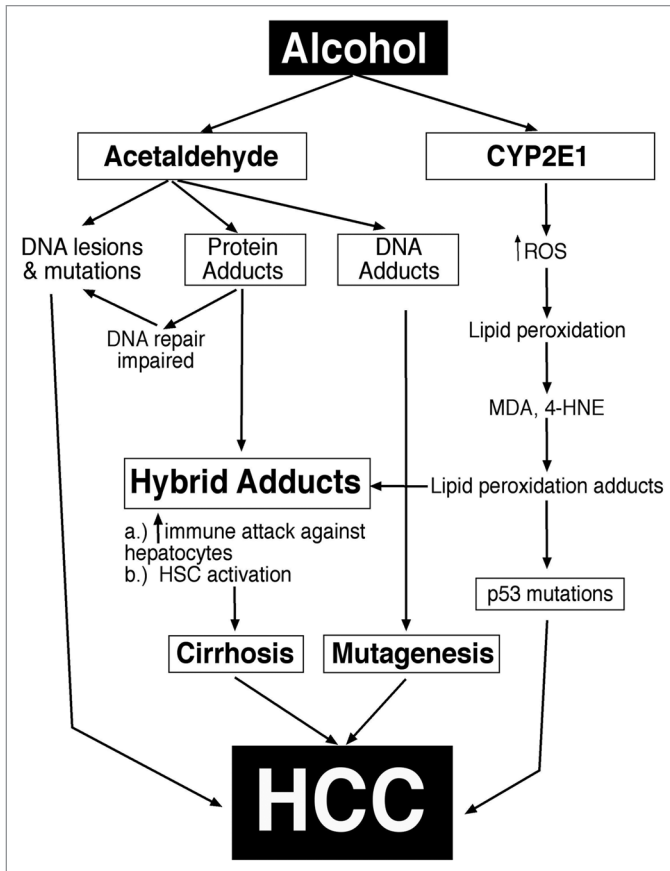 Alcohol
Acetaldehyde
CYP2E1
DNA lesions
& mutations
Protein
Adducts
DNA
Adducts
↑ROS
DNA repair
impaired
Lipid peroxidation
MDA, 4-HNE
Hybrid Adducts
Lipid peroxidation adducts
a.) ↑immune attack against
hepatocytes
b.) HSC activation
p53 mutations
Cirrhosis
Mutagenesis
HCC